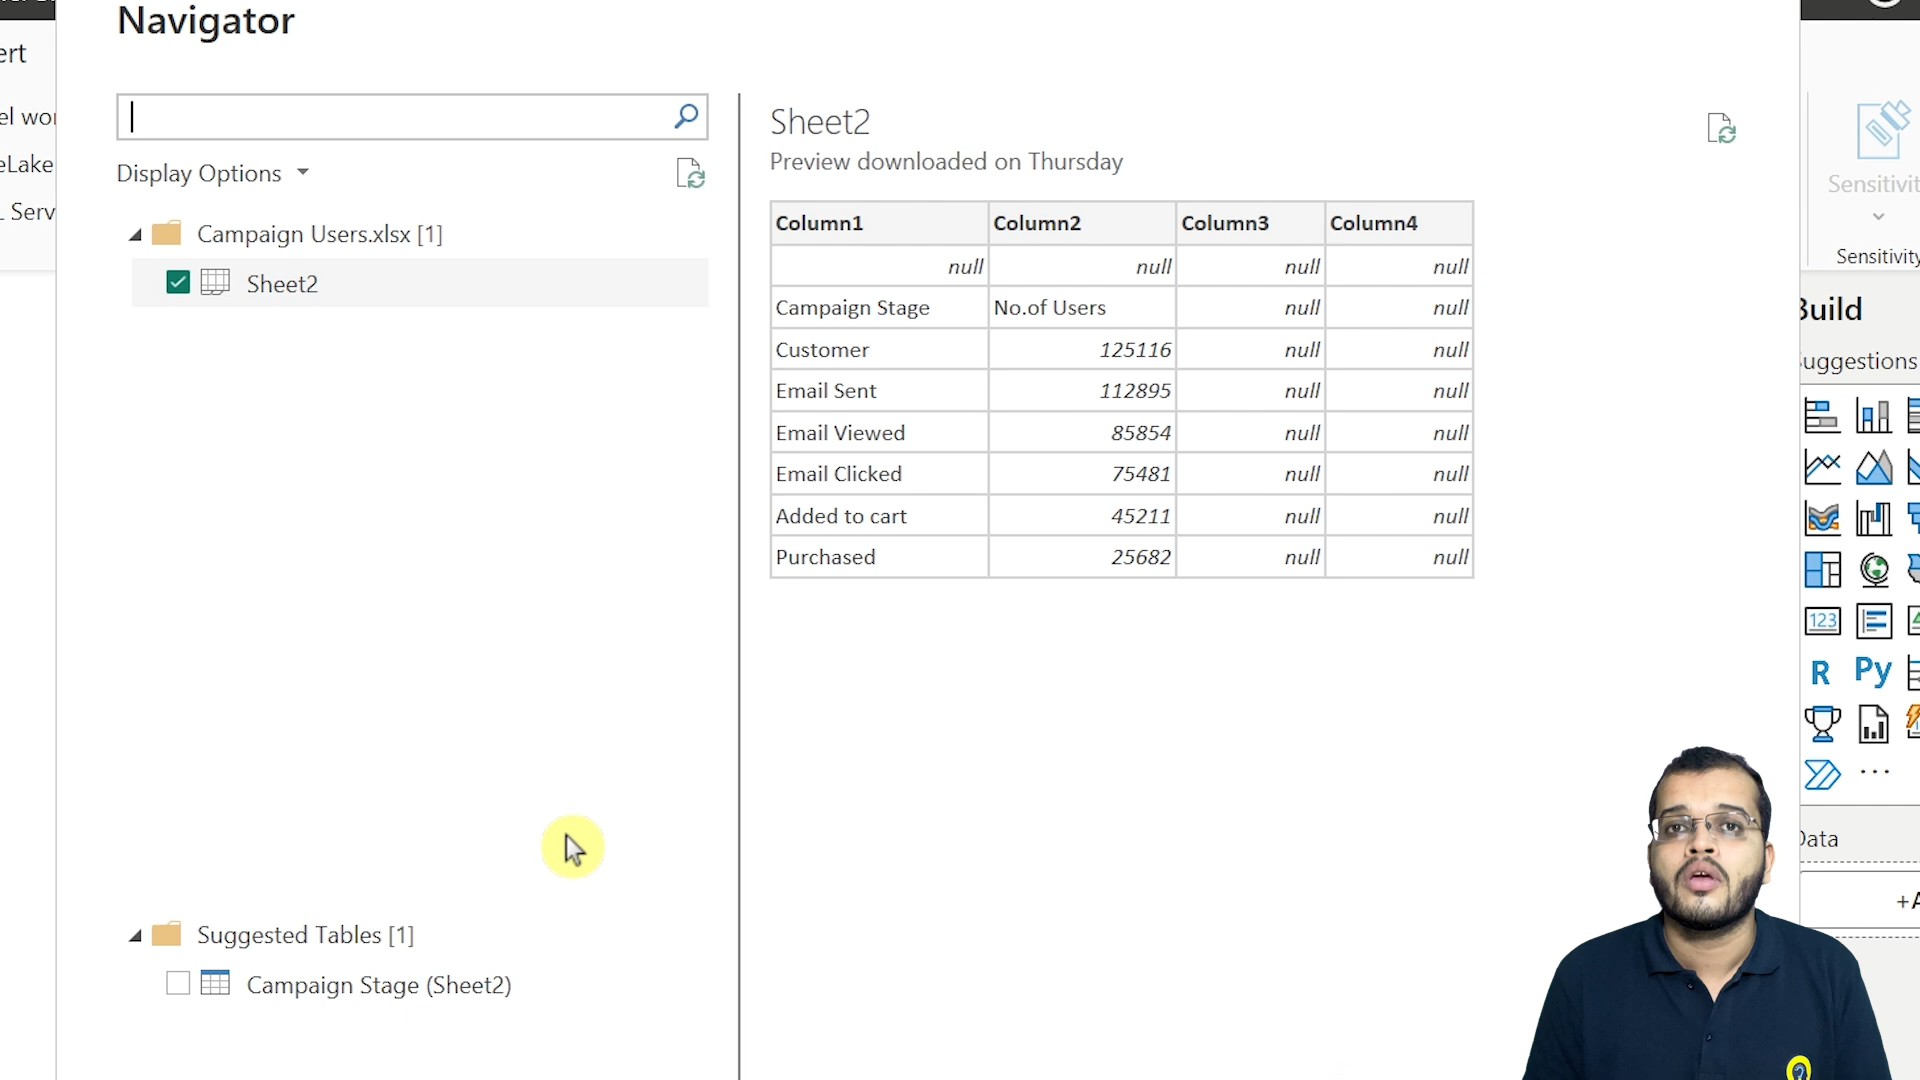 Navigator
ert
el wor
eLake
L Serv
Display Options
Campaign Users.xlsx [1]
Sheet2
Suggested Tables [1]
Campaign Stage (Sheet2)
Sheet2
Preview downloaded on Thursday
Column1 Column2 Column3 Column4
null null null null
Campaign Stage No.of Users null null
Customer 125116 null null
Email Sent 112895 null null
Email Viewed 85854 null null
Email Clicked 75481 null null
Added to cart 45211 null null
Purchased 25682 null null
Sensitivit
Sensitivity
Build
uggestions
123
R Py
...
Data
+A